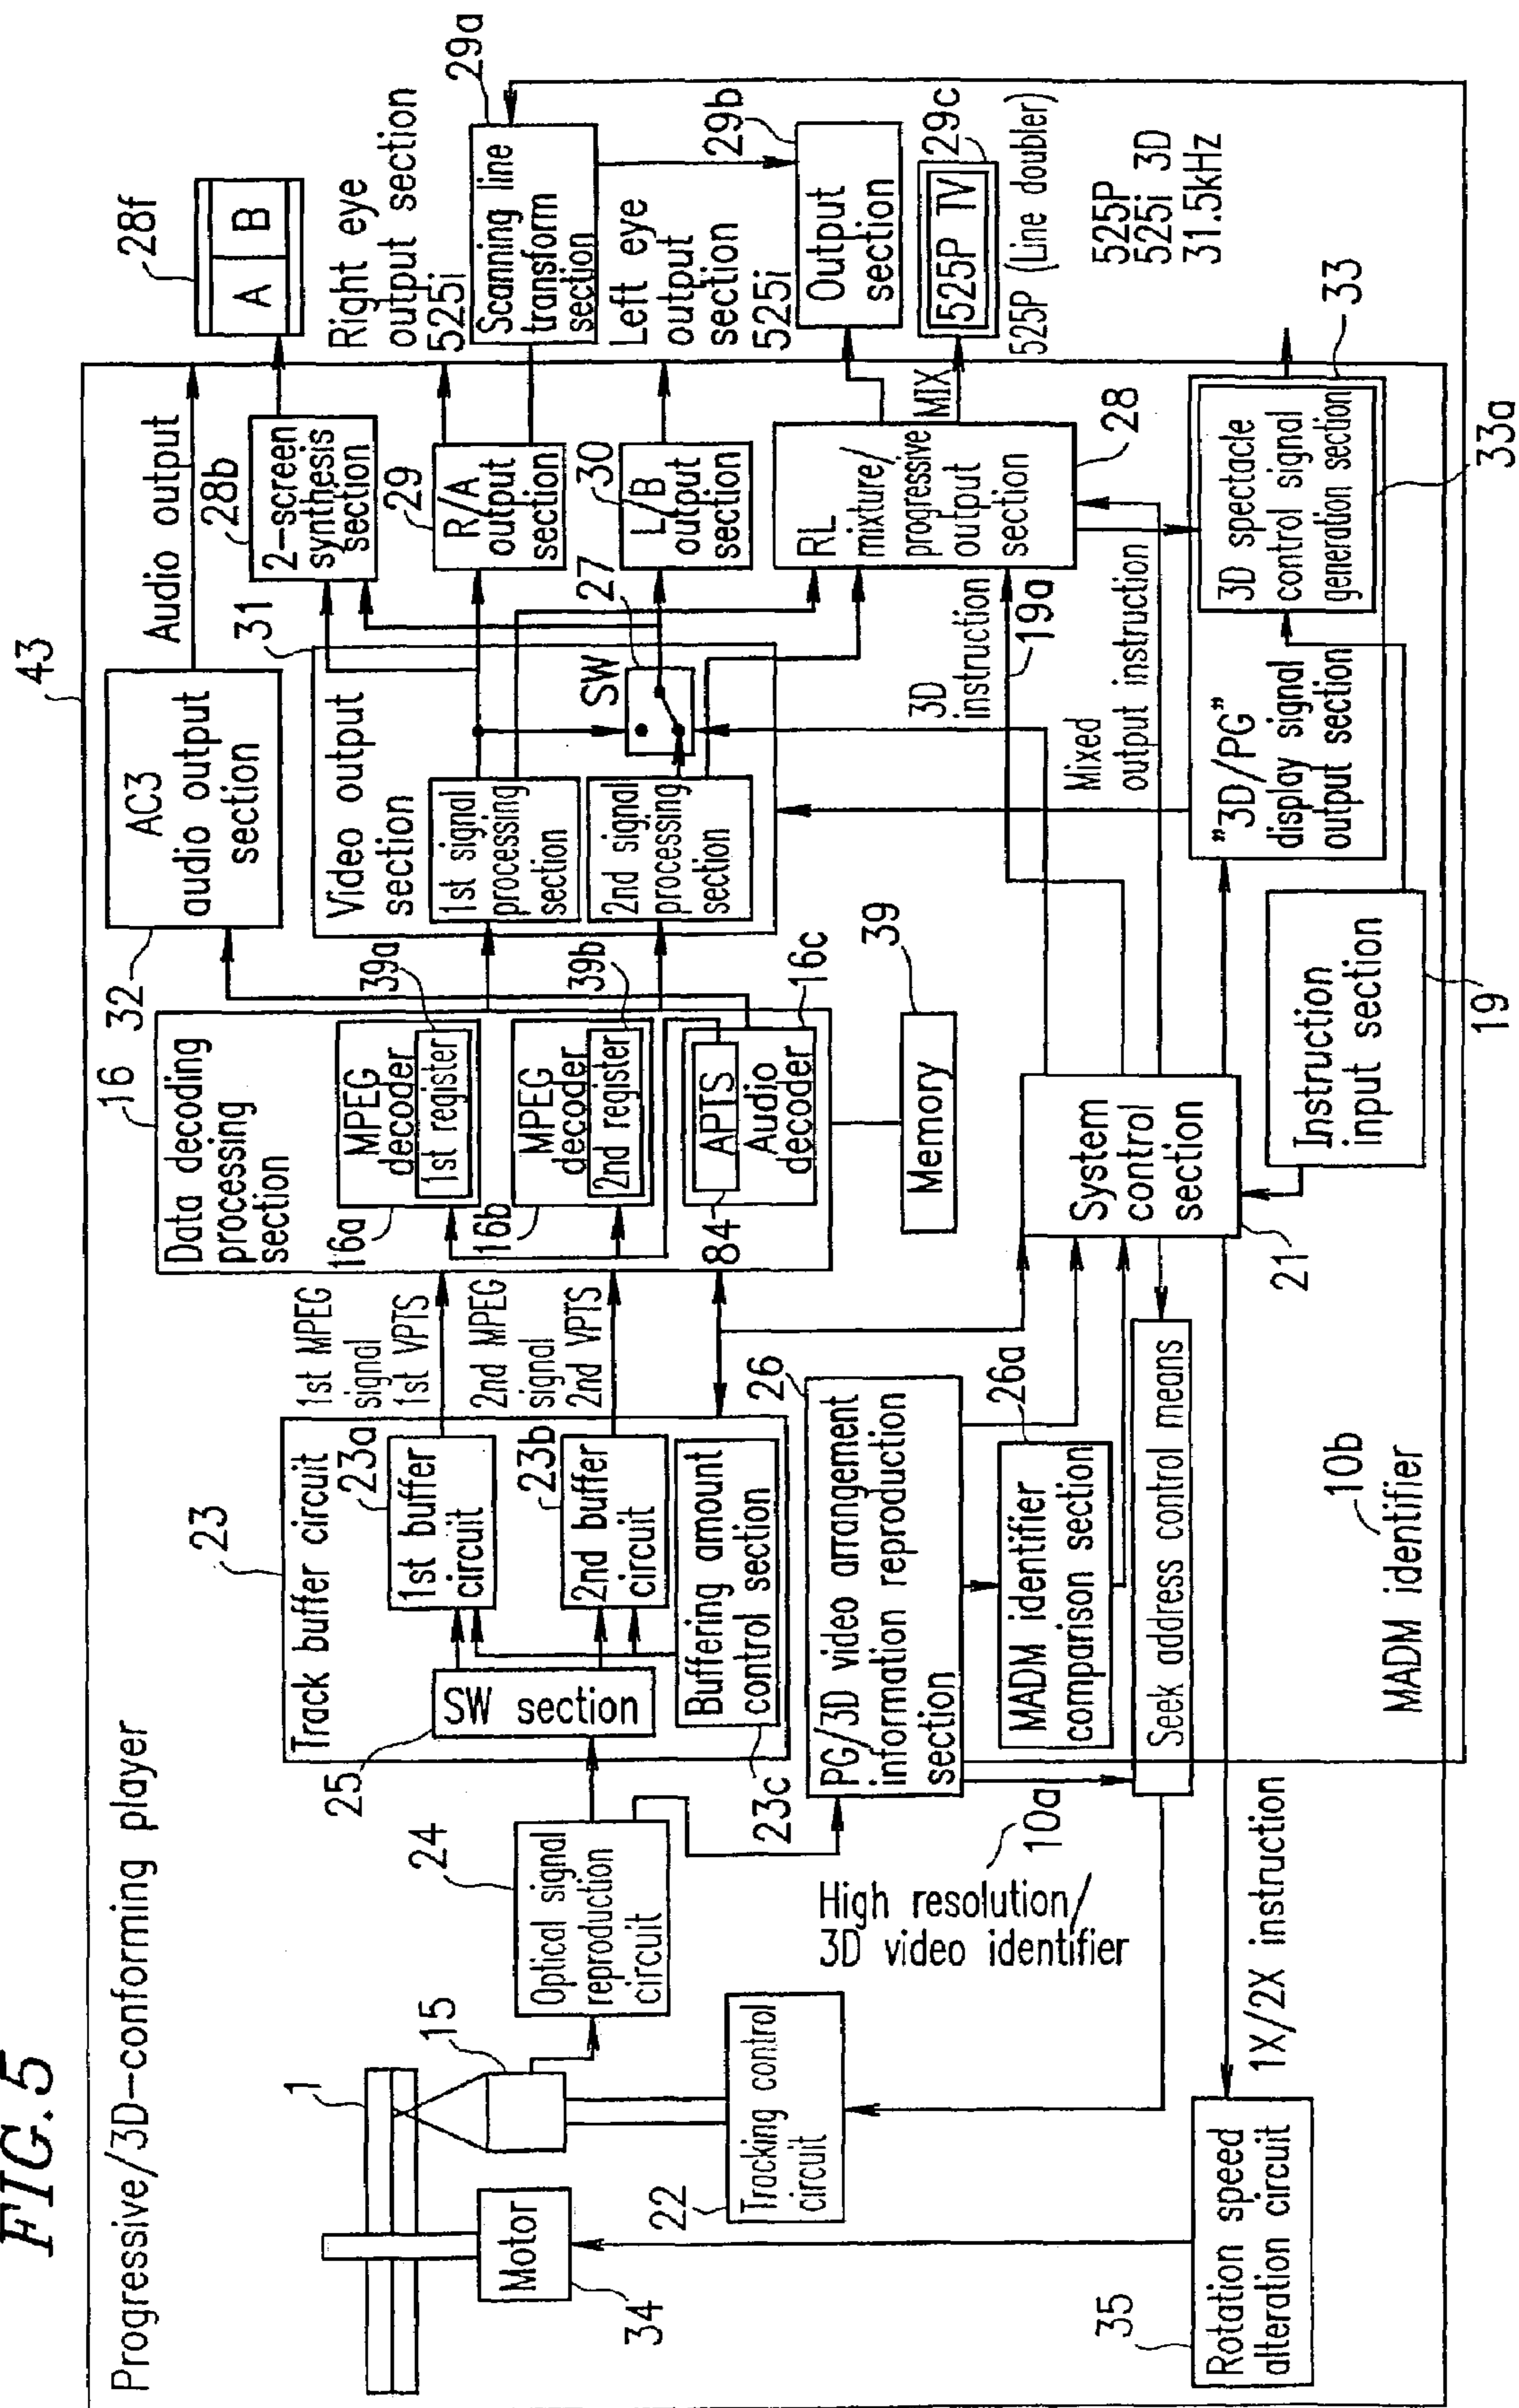 FIG. 5
Progressive/3D-conforming player
43
1
15
Motor
34
24
Optical signal
reproduction
circuit
22
Tracking control
circuit
35
Rotation speed
alteration circuit
1X/2X instruction
High resolution/
3D video identifier
10a
23
Track buffer circuit
25
SW section
23a
1st buffer
circuit
23b
2nd buffer
circuit
Buffering amount
control section
23c
1st MPEG
signal
1st VPTS
2nd MPEG
signal
2nd VPTS
26
PG/3D video arrangement
information reproduction
section
26a
MADM identifier
comparison section
Seek address control means
10b
MADM identifier
16
Data decoding
processing
section
16a
MPEG
decoder
39a
1st register
16b
MPEG
decoder
39b
2nd register
84
APTS
Audio
decoder
16c
Memory
39
System
control
section
21
Instruction
input section
19
32
AC3
audio output
section
Audio output
31
Video output
section
1st signal
processing
section
2nd signal
processing
section
SW
27
28b
2-screen
synthesis
section
28f
A
B
29
R/A
output
section
30
L/B
output
section
RL
mixture/
progressive
output
section
28
MIX
3D
instruction
19a
Mixed
output instruction
"3D/PG"
display signal
output section
3D spectacle
control signal
generation section
33
33a
Right eye
output section
525i
29a
Scanning line
transform
section
Left eye
output
section
525i
29b
Output
section
29c
525P TV
525P (Line doubler)
525P
525i 3D
31.5kHz